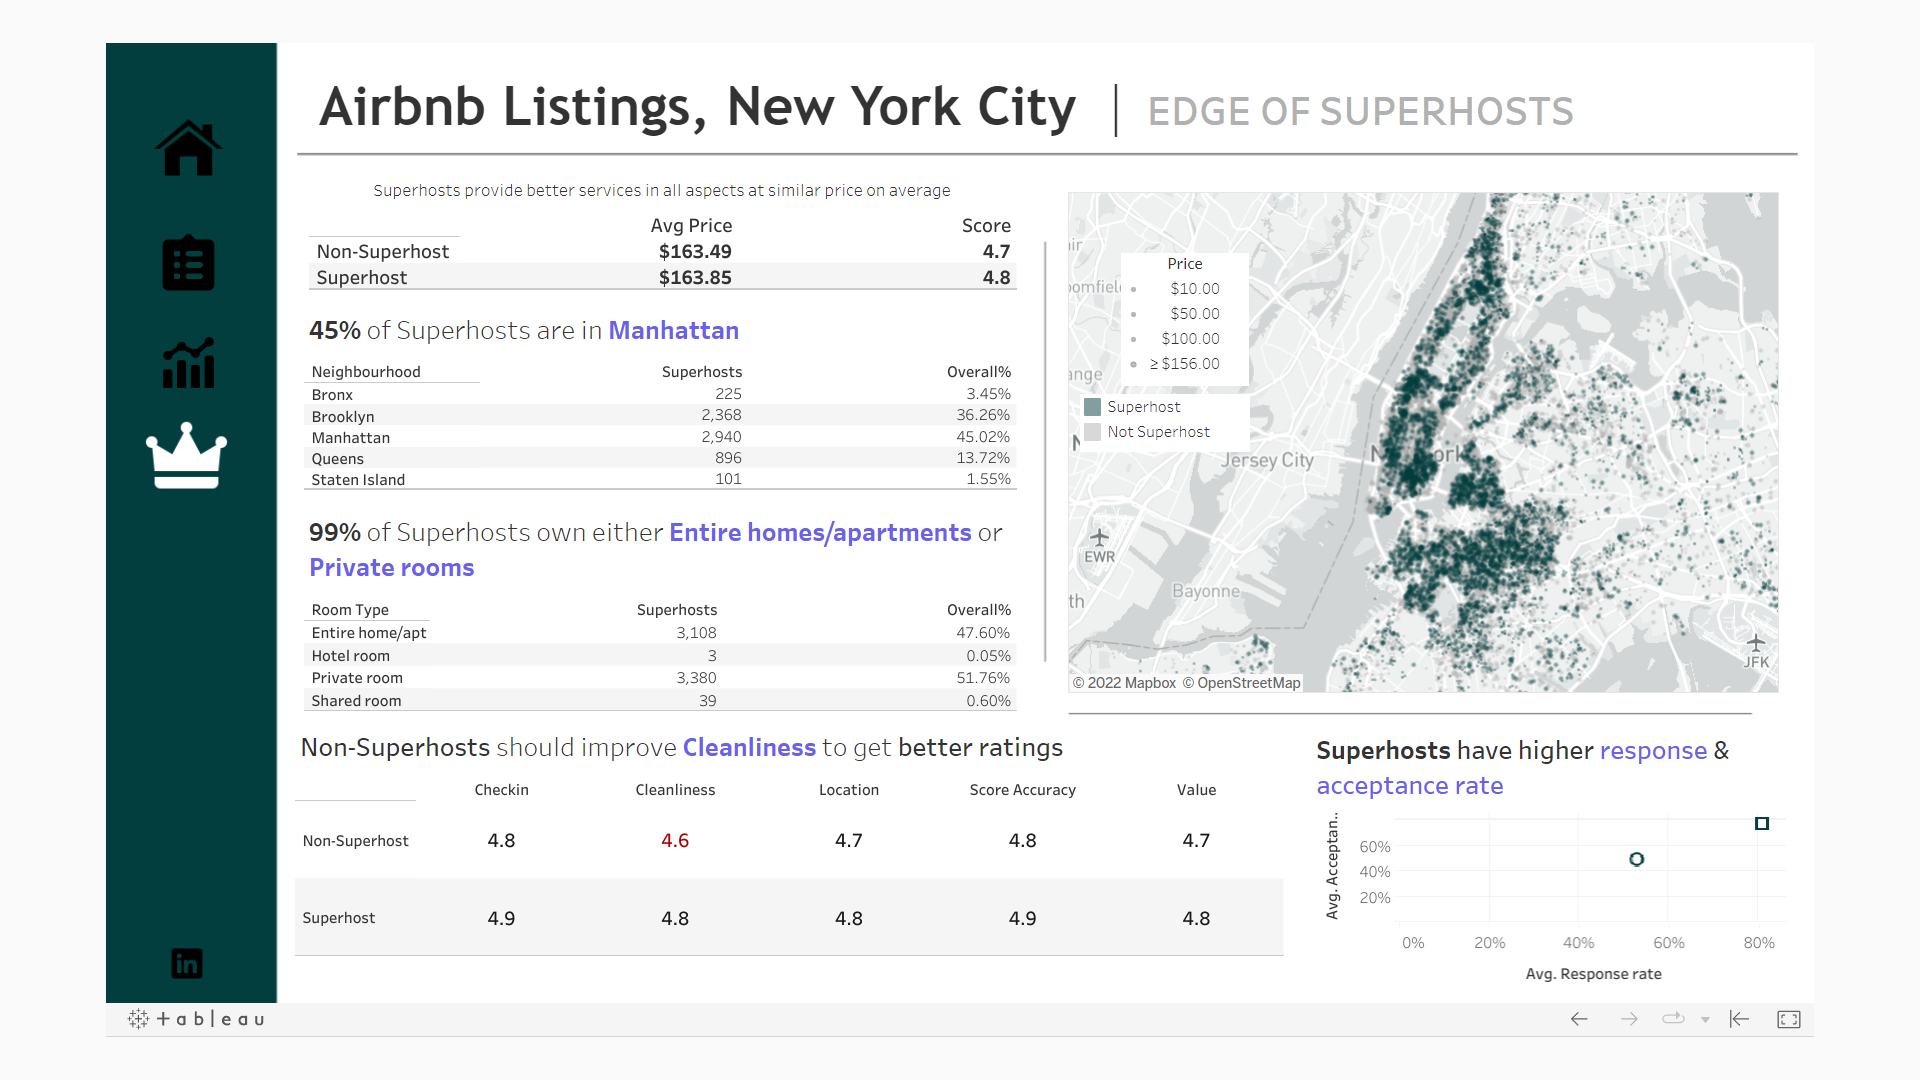 Airbnb Listings, New York City
EDGE OF SUPERHOSTS
Superhosts provide better services in all aspects at similar price on average
Avg Price Score
Non-Superhost $163.49 4.7
Superhost $163.85 4.8
45% of Superhosts are in Manhattan
Neighbourhood Superhosts Overall%
Bronx 225 3.45%
Brooklyn 2,368 36.26%
Manhattan 2,940 45.02%
Queens 896 13.72%
Staten Island 101 1.55%
99% of Superhosts own either Entire homes/apartments or
Private rooms
Room Type Superhosts Overall%
Entire home/apt 3,108 47.60%
Hotel room 3 0.05%
Private room 3,380 51.76%
Shared room 39 0.60%
Price
$10.00
$50.00
$100.00
≥ $156.00
Superhost
Not Superhost
Jersey City
EWR
Bayonne
JFK
© 2022 Mapbox © OpenStreetMap
Non-Superhosts should improve Cleanliness to get better ratings
Checkin Cleanliness Location Score Accuracy Value
Non-Superhost 4.8 4.6 4.7 4.8 4.7
Superhost 4.9 4.8 4.8 4.9 4.8
Superhosts have higher response &
acceptance rate
Avg. Acceptan..
60%
40%
20%
0% 20% 40% 60% 80%
Avg. Response rate
in
+ableau